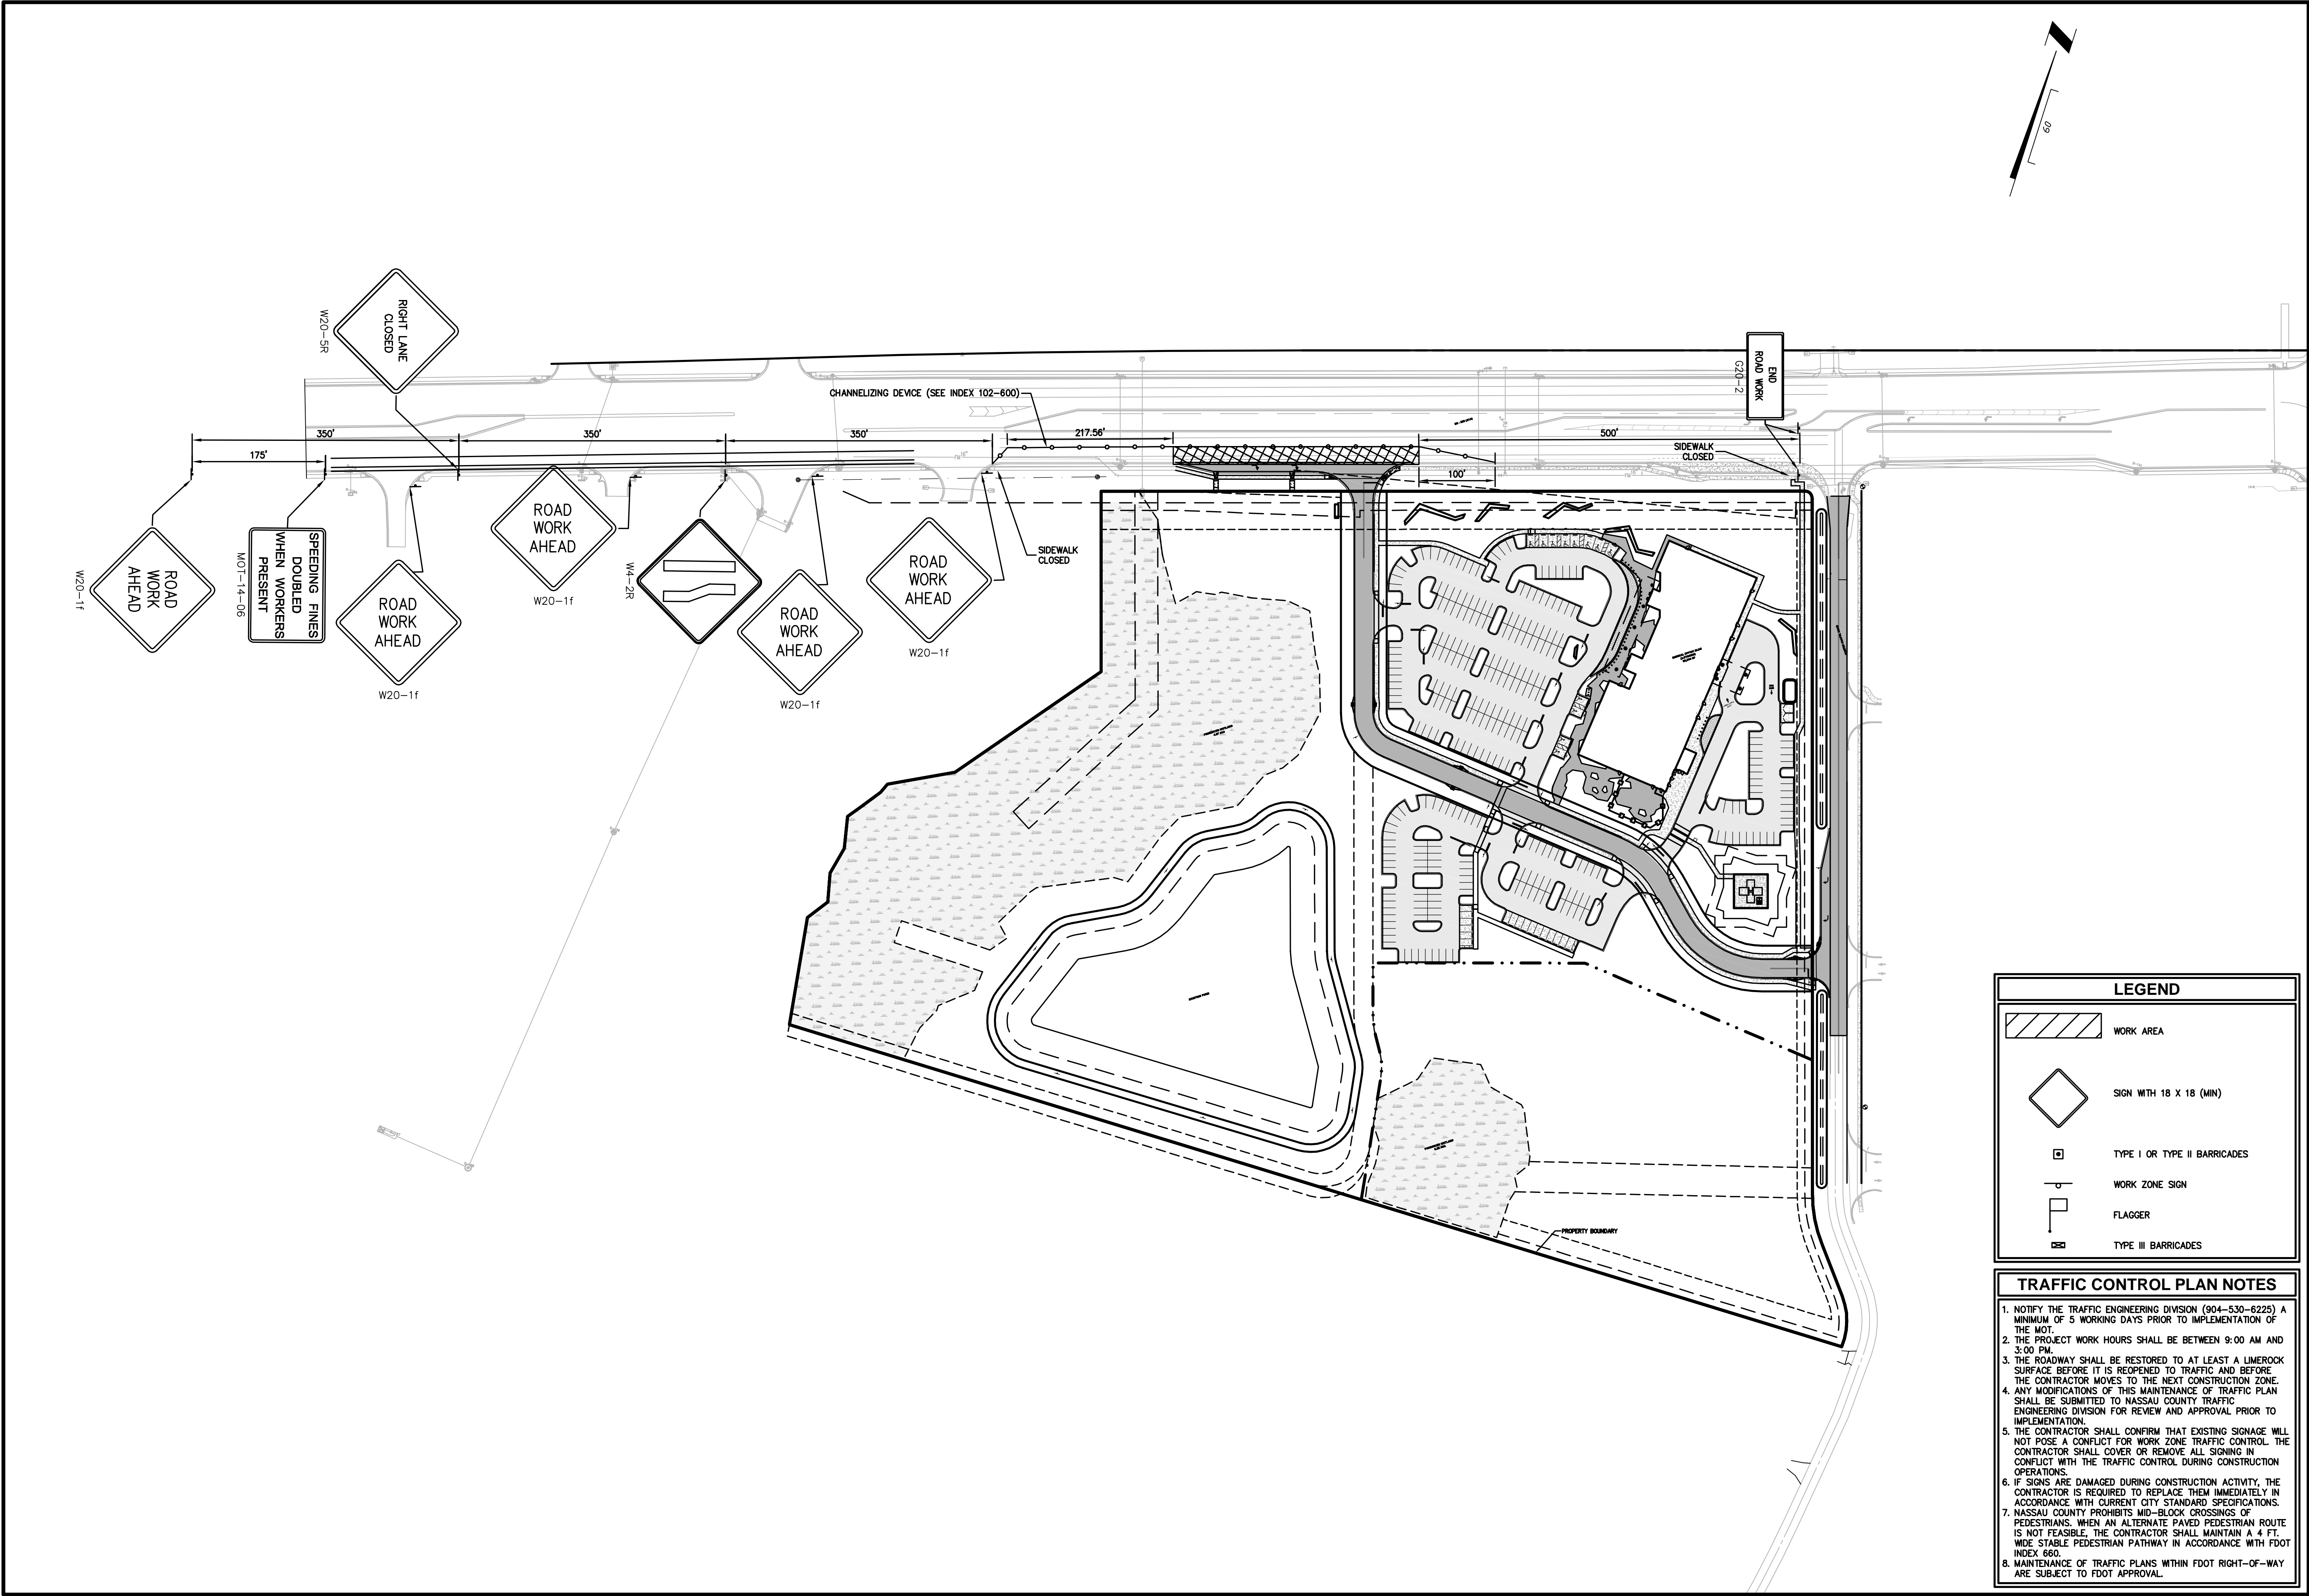 60
RIGHT LANE
CLOSED
W20-5R
END
ROAD WORK
G20-2
CHANNELIZING DEVICE (SEE INDEX 102-600)
350'
350'
350'
217.56'
500'
175'
100'
SIDEWALK
CLOSED
ROAD
WORK
AHEAD
W20-1f
SPEEDING FINES
DOUBLED
WHEN WORKERS
PRESENT
MOT-14-06
ROAD
WORK
AHEAD
W20-1f
ROAD
WORK
AHEAD
W20-1f
W4-2R
ROAD
WORK
AHEAD
W20-1f
ROAD
WORK
AHEAD
W20-1f
SIDEWALK
CLOSED
PROPERTY BOUNDARY
LEGEND
WORK AREA
SIGN WITH 18 X 18 (MIN)
TYPE I OR TYPE II BARRICADES
WORK ZONE SIGN
FLAGGER
TYPE III BARRICADES
TRAFFIC CONTROL PLAN NOTES
1. NOTIFY THE TRAFFIC ENGINEERING DIVISION (904-530-6225) A
MINIMUM OF 5 WORKING DAYS PRIOR TO IMPLEMENTATION OF
THE MOT.
2. THE PROJECT WORK HOURS SHALL BE BETWEEN 9:00 AM AND
3:00 PM.
3. THE ROADWAY SHALL BE RESTORED TO AT LEAST A LIMEROCK
SURFACE BEFORE IT IS REOPENED TO TRAFFIC AND BEFORE
THE CONTRACTOR MOVES TO THE NEXT CONSTRUCTION ZONE.
4. ANY MODIFICATIONS OF THIS MAINTENANCE OF TRAFFIC PLAN
SHALL BE SUBMITTED TO NASSAU COUNTY TRAFFIC
ENGINEERING DIVISION FOR REVIEW AND APPROVAL PRIOR TO
IMPLEMENTATION.
5. THE CONTRACTOR SHALL CONFIRM THAT EXISTING SIGNAGE WILL
NOT POSE A CONFLICT FOR WORK ZONE TRAFFIC CONTROL. THE
CONTRACTOR SHALL COVER OR REMOVE ALL SIGNING IN
CONFLICT WITH THE TRAFFIC CONTROL DURING CONSTRUCTION
OPERATIONS.
6. IF SIGNS ARE DAMAGED DURING CONSTRUCTION ACTIVITY, THE
CONTRACTOR IS REQUIRED TO REPLACE THEM IMMEDIATELY IN
ACCORDANCE WITH CURRENT CITY STANDARD SPECIFICATIONS.
7. NASSAU COUNTY PROHIBITS MID-BLOCK CROSSINGS OF
PEDESTRIANS. WHEN AN ALTERNATE PAVED PEDESTRIAN ROUTE
IS NOT FEASIBLE, THE CONTRACTOR SHALL MAINTAIN A 4 FT.
WIDE STABLE PEDESTRIAN PATHWAY IN ACCORDANCE WITH FDOT
INDEX 660.
8. MAINTENANCE OF TRAFFIC PLANS WITHIN FDOT RIGHT-OF-WAY
ARE SUBJECT TO FDOT APPROVAL.